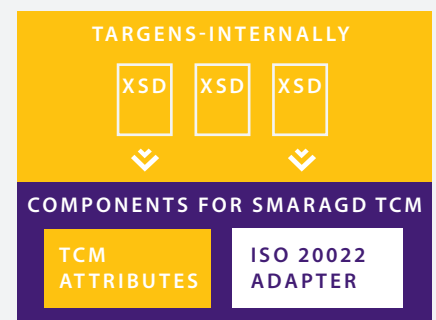 TARGENS-INTERNALLY
XSD XSD XSD
COMPONENTS FOR SMARAGD TCM
TCM
ATTRIBUTES
ISO 20022
ADAPTER